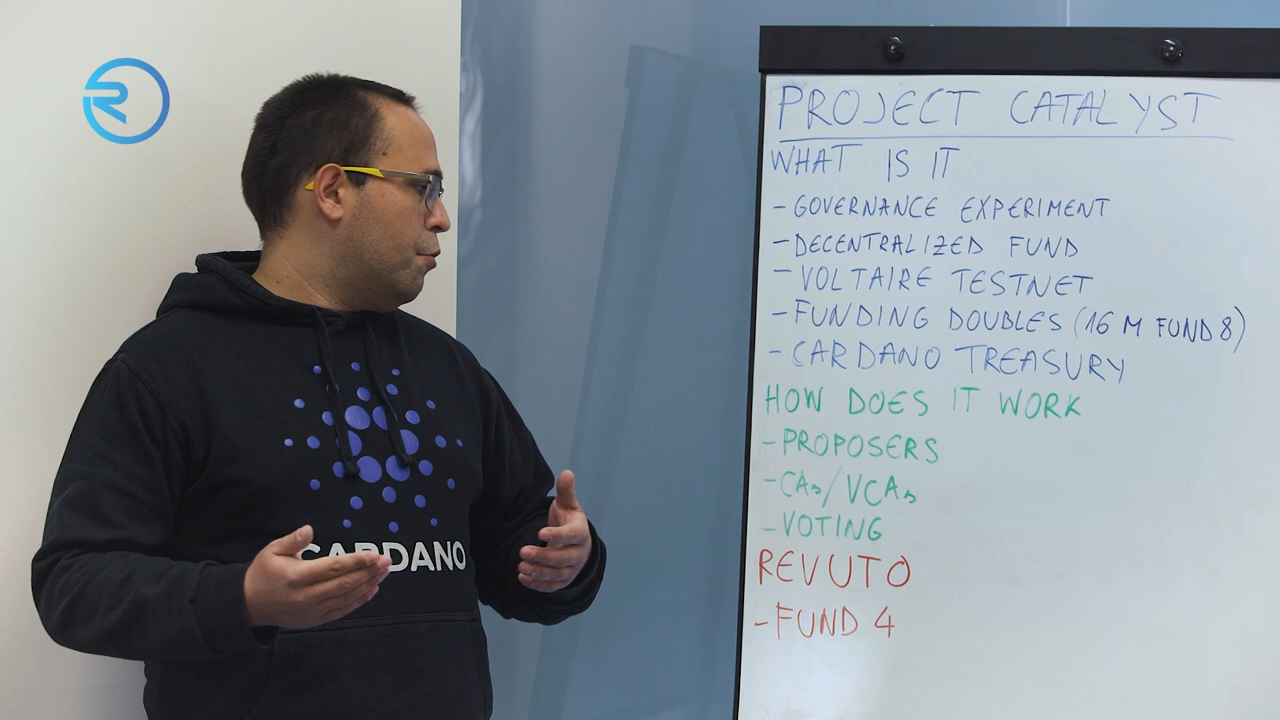 PROJECT CATALYST
WHAT IS IT
- GOVERNANCE EXPERIMENT
- DECENTRALIZED FUND
- VOLTAIRE TESTNET
- FUNDING DOUBLES (16 M FUND 8)
- CARDANO TREASURY
HOW DOES IT WORK
- PROPOSERS
- CAs/VCAs
- VOTING
REVUTO
- FUND 4
CARDANO